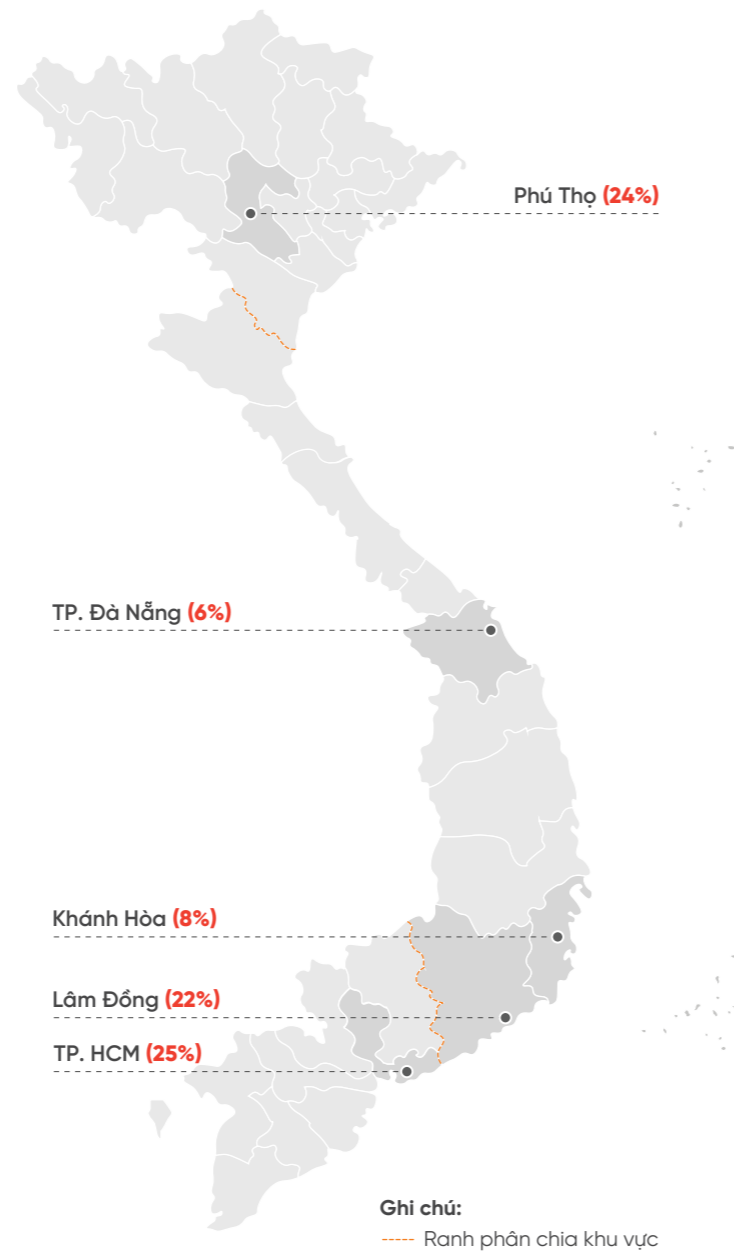 Phú Thọ (24%)
TP. Đà Nẵng (6%)
Khánh Hòa (8%)
Lâm Đồng (22%)
TP. HCM (25%)
Ghi chú:
Ranh phân chia khu vực